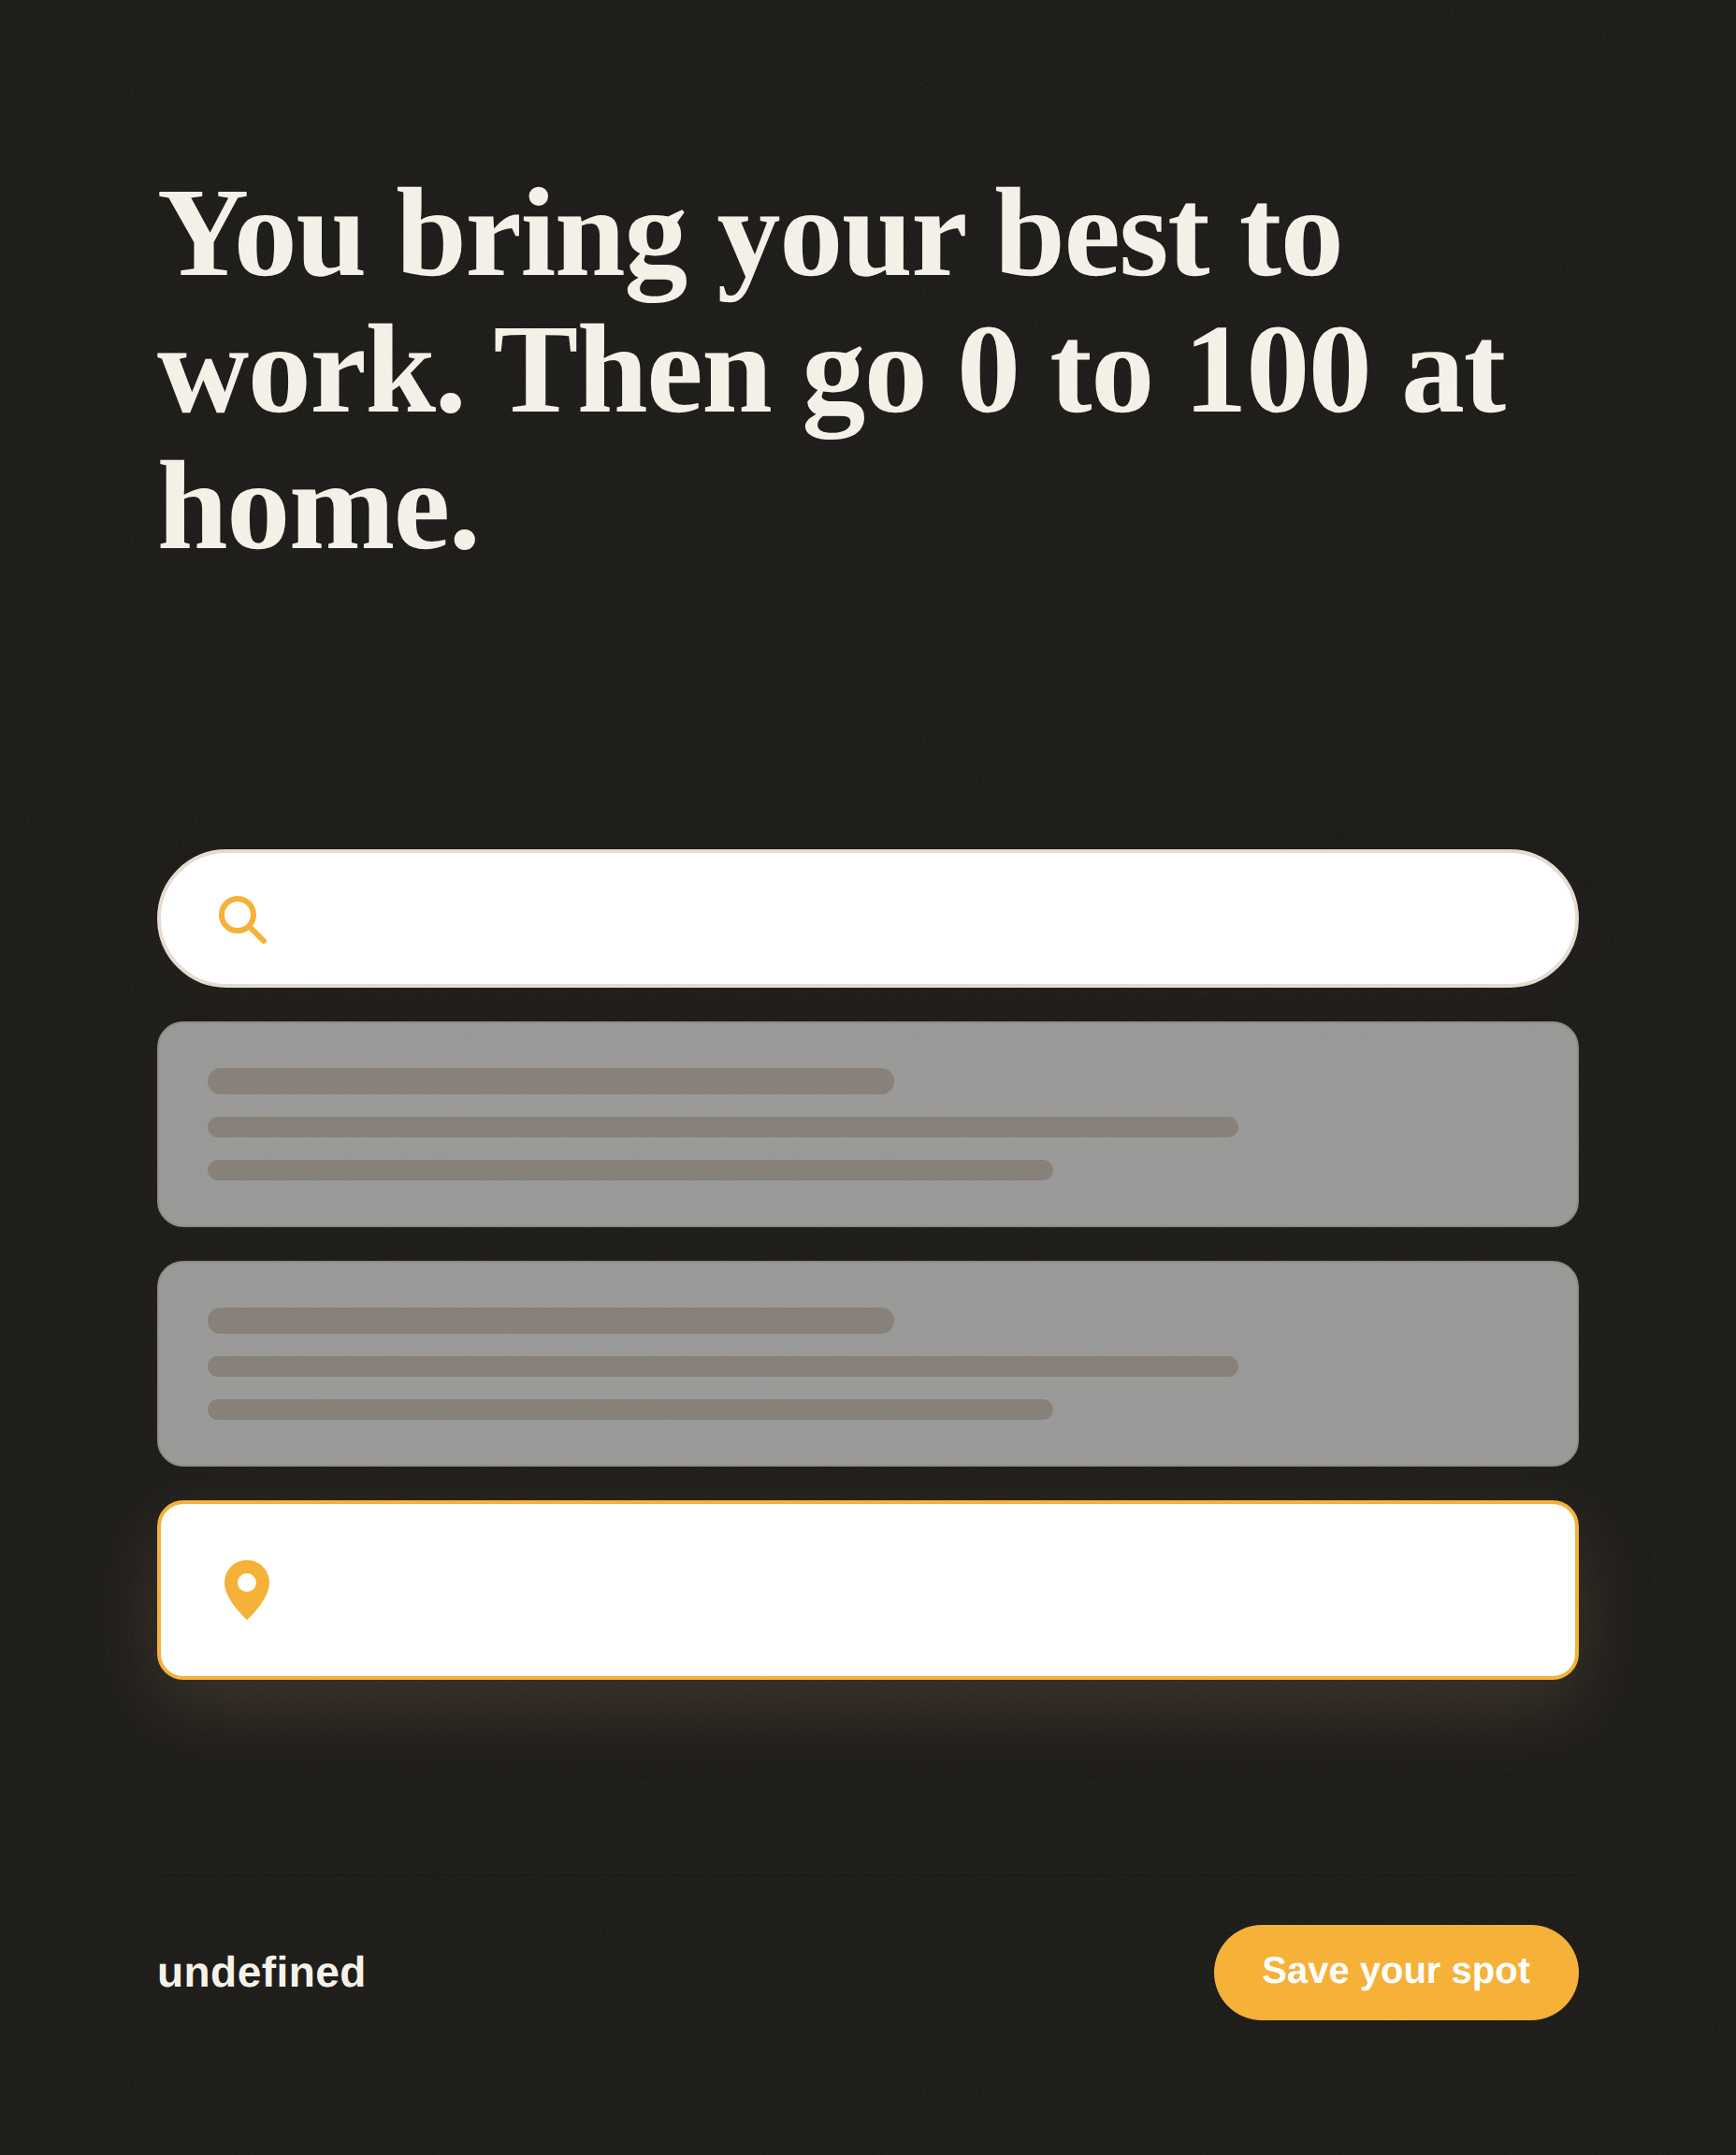 You bring your best to
work. Then go 0 to 100 at
home.
undefined
Save your spot